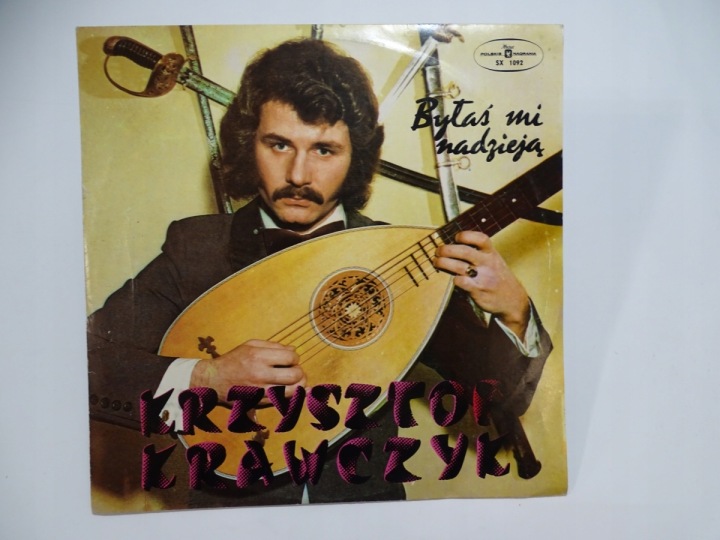 POLSKIE NAGRANIA
SX 1092
Byłaś mi
nadzieją
KRZYSZTOF
KRAWCZYK